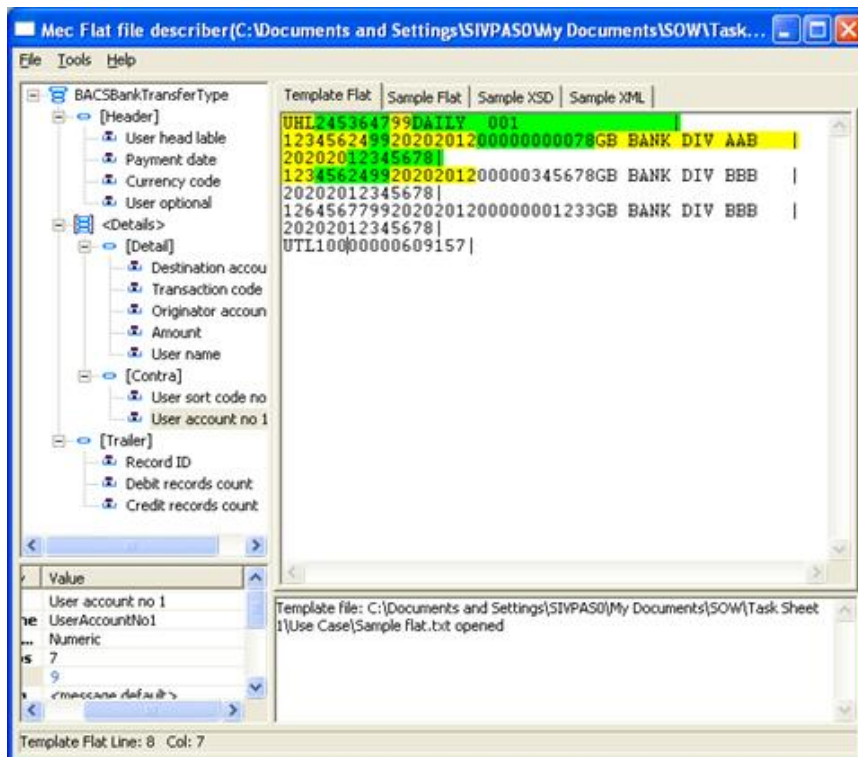 Mec Flat file describer(C:\Documents and Settings\SIVPAS0\My Documents\SOW\Task...
File Tools Help
BACSBankTransferType
[Header]
User head lable
Payment date
Currency code
User optional
<Details>
[Detail]
Destination accou
Transaction code
Originator accoun
Amount
User name
[Contra]
User sort code no
User account no 1
[Trailer]
Record ID
Debit records count
Credit records count
Template Flat Sample Flat Sample XSD Sample XML
UHL245364799DAILY 001 |
12345624992020201200000000078GB BANK DIV AAB |
20202012345678|
12345624992020201200000345678GB BANK DIV BBB |
20202012345678|
126456779920202012000000001233GB BANK DIV BBB |
20202012345678|
UTL10000000609157|
Value
User account no 1
ne UserAccountNo1
... Numeric
os 7
9
<message default>
Template file: C:\Documents and Settings\SIVPAS0\My Documents\SOW\Task Sheet
1\Use Case\Sample flat.txt opened
Template Flat Line: 8 Col: 7